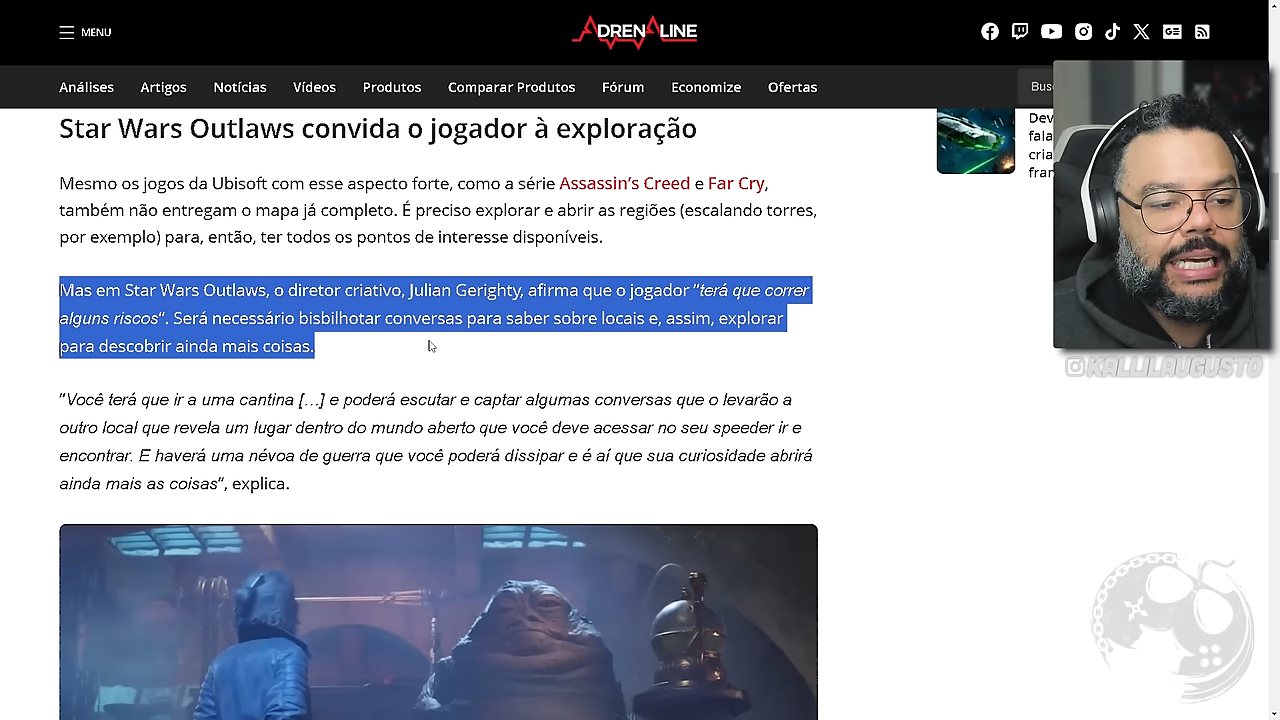 MENU
ADRENALINE
Análises
Artigos
Notícias
Vídeos
Produtos
Comparar Produtos
Fórum
Economize
Ofertas
Star Wars Outlaws convida o jogador à exploração
Mesmo os jogos da Ubisoft com esse aspecto forte, como a série Assassin's Creed e Far Cry,
também não entregam o mapa já completo. É preciso explorar e abrir as regiões (escalando torres,
por exemplo) para, então, ter todos os pontos de interesse disponíveis.
Mas em Star Wars Outlaws, o diretor criativo, Julian Gerighty, afirma que o jogador "terá que correr
alguns riscos". Será necessário bisbilhotar conversas para saber sobre locais e, assim, explorar
para descobrir ainda mais coisas.
"Você terá que ir a uma cantina […] e poderá escutar e captar algumas conversas que o levarão a
outro local que revela um lugar dentro do mundo aberto que você deve acessar no seu speeder ir e
encontrar. E haverá uma névoa de guerra que você poderá dissipar e é aí que sua curiosidade abrirá
ainda mais as coisas", explica.
KALLILAUGUSTO